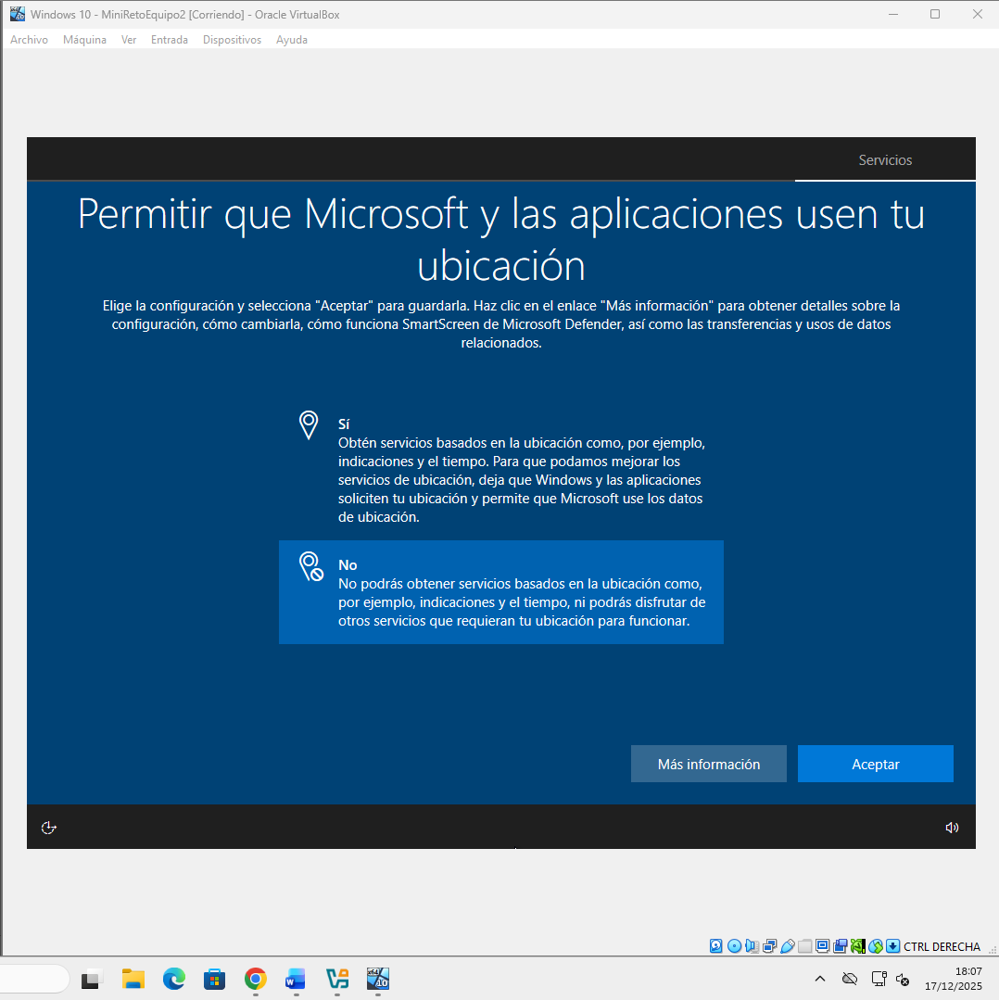 Windows 10 - MiniRetoEquipo2 [Corriendo] - Oracle VirtualBox
Archivo Máquina Ver Entrada Dispositivos Ayuda
Servicios
Permitir que Microsoft y las aplicaciones usen tu
ubicación
Elige la configuración y selecciona "Aceptar" para guardarla. Haz clic en el enlace "Más información" para obtener detalles sobre la
configuración, cómo cambiarla, cómo funciona SmartScreen de Microsoft Defender, así como las transferencias y usos de datos
relacionados.
Sí
Obtén servicios basados en la ubicación como, por ejemplo,
indicaciones y el tiempo. Para que podamos mejorar los
servicios de ubicación, deja que Windows y las aplicaciones
soliciten tu ubicación y permite que Microsoft use los datos
de ubicación.
No
No podrás obtener servicios basados en la ubicación como,
por ejemplo, indicaciones y el tiempo, ni podrás disfrutar de
otros servicios que requieran tu ubicación para funcionar.
Más información Aceptar
CTRL DERECHA
18:07
17/12/2025